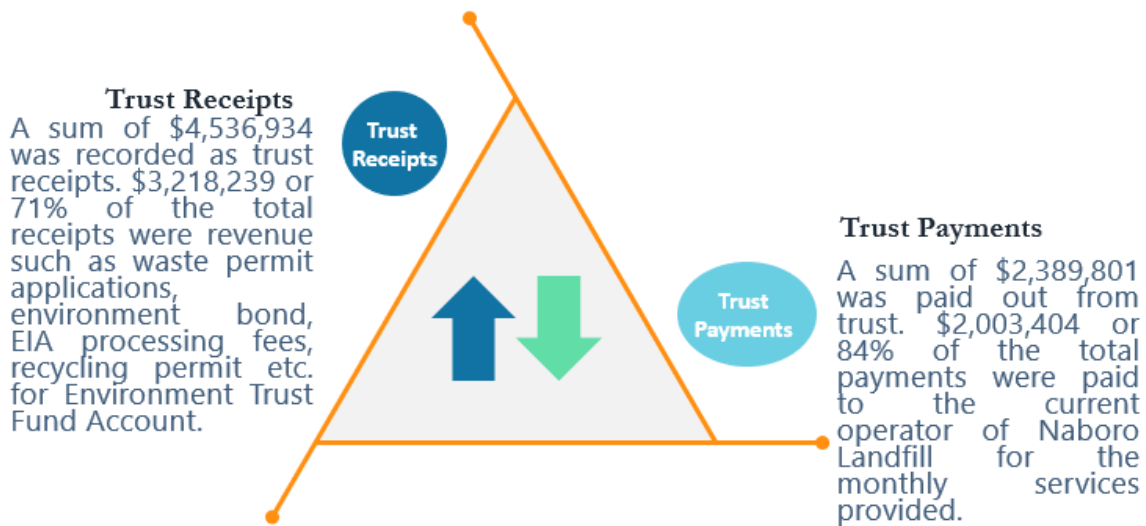 Trust Receipts
A sum of $4,536,934
was recorded as trust
receipts. $3,218,239 or
71% of the total
receipts were revenue
such as waste permit
applications,
environment bond,
EIA processing fees,
recycling permit etc.
for Environment Trust
Fund Account.
Trust
Receipts
Trust
Payments
Trust Payments
A sum of $2,389,801
was paid out from
trust. $2,003,404 or
84% of the total
payments were paid
to the current
operator of Naboro
Landfill for the
monthly services
provided.